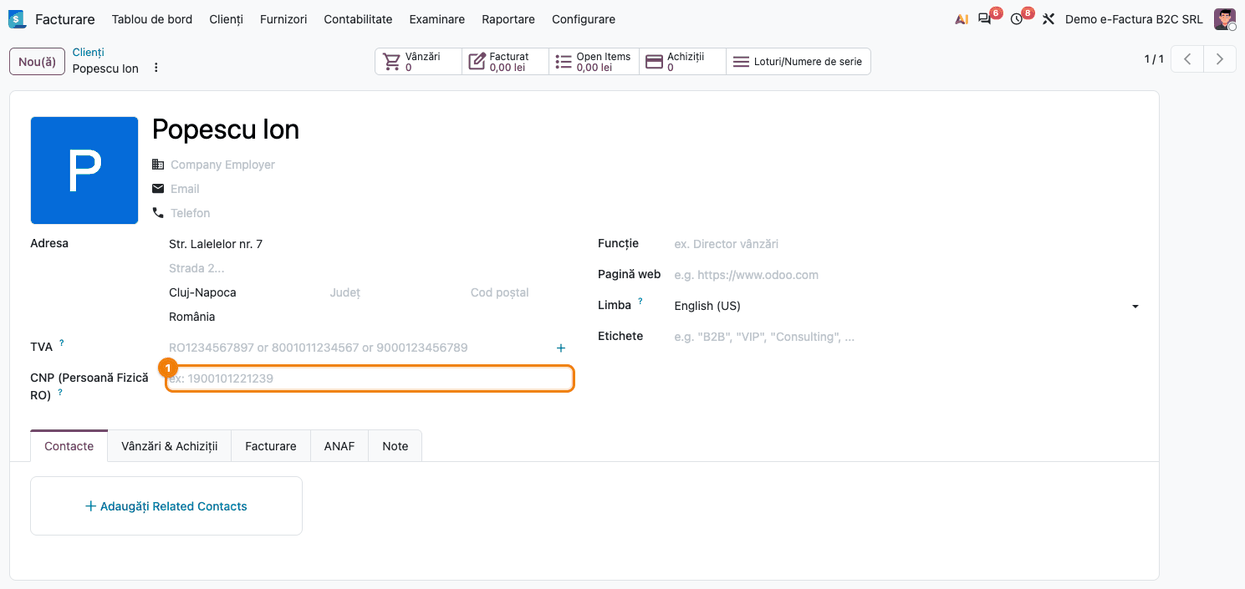 Facturare Tablou de bord Clienți Furnizori Contabilitate Examinare Raportare Configurare AI 6 8 Demo e-Factura B2C SRL
Nou(ă)
Clienți
Popescu Ion
Vânzări
0
Facturat
0,00 lei
Open Items
0,00 lei
Achiziții
0
Loturi/Numere de serie
1 / 1
P
Popescu Ion
Company Employer
Email
Telefon
Adresa
Str. Lalelelor nr. 7
Strada 2...
Cluj-Napoca Județ Cod poștal
România
TVA ? RO1234567897 or 8001011234567 or 9000123456789 +
1
CNP (Persoană Fizică RO) ? ex: 1900101221239
Funcție ex. Director vânzări
Pagină web e.g. https://www.odoo.com
Limba ? English (US)
Etichete e.g. "B2B", "VIP", "Consulting", ...
Contacte Vânzări & Achiziții Facturare ANAF Note
+ Adaugăți Related Contacts